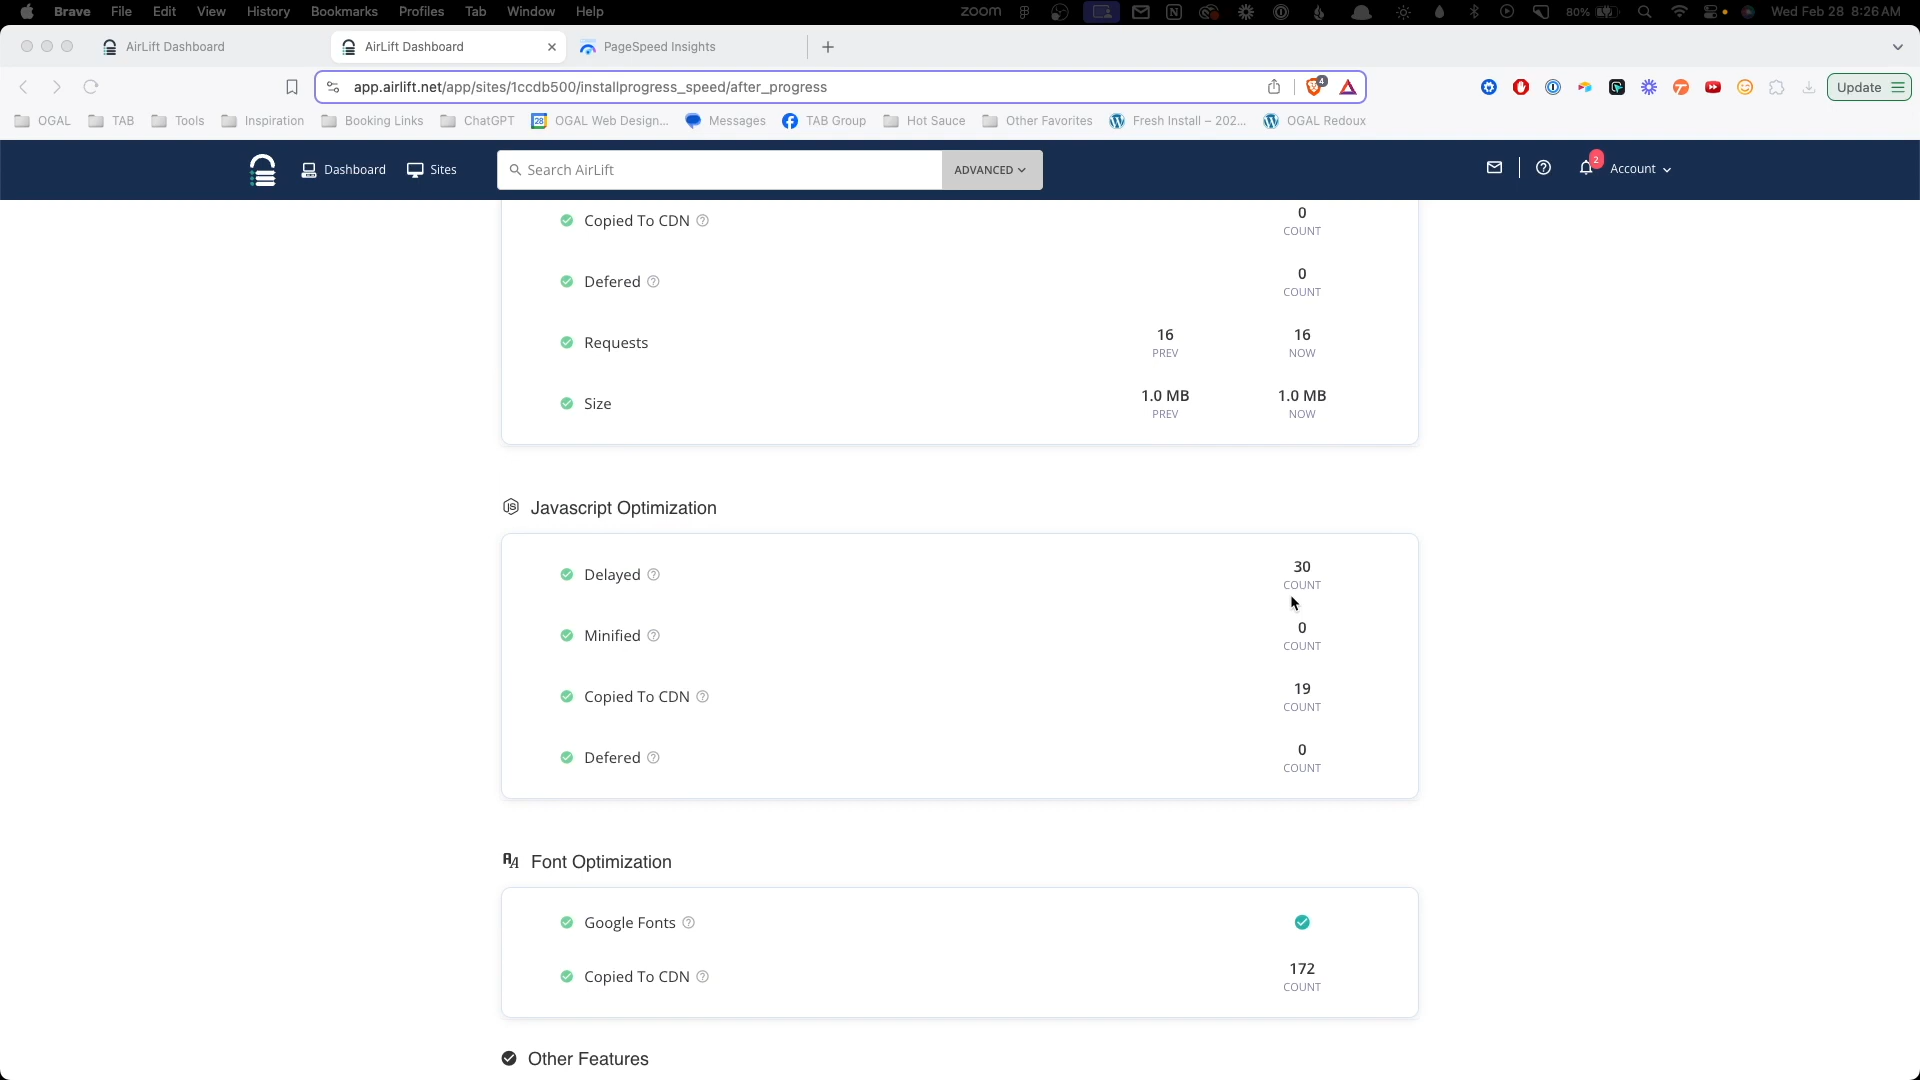 Brave File Edit View History Bookmarks Profiles Tab Window Help zoom 80% Wed Feb 28 8:26 AM
AirLift Dashboard AirLift Dashboard PageSpeed Insights
app.airlift.net/app/sites/1ccdb500/installprogress_speed/after_progress 4 Update
OGAL TAB Tools Inspiration Booking Links ChatGPT 28 OGAL Web Design... Messages TAB Group Hot Sauce Other Favorites Fresh Install – 202... OGAL Redoux
Dashboard Sites Search AirLift ADVANCED 2 Account
Copied To CDN 0
COUNT
Defered 0
COUNT
Requests 16 16
PREV NOW
Size 1.0 MB 1.0 MB
PREV NOW
JS Javascript Optimization
Delayed 30
COUNT
Minified 0
COUNT
Copied To CDN 19
COUNT
Defered 0
COUNT
Font Optimization
Google Fonts
Copied To CDN 172
COUNT
Other Features